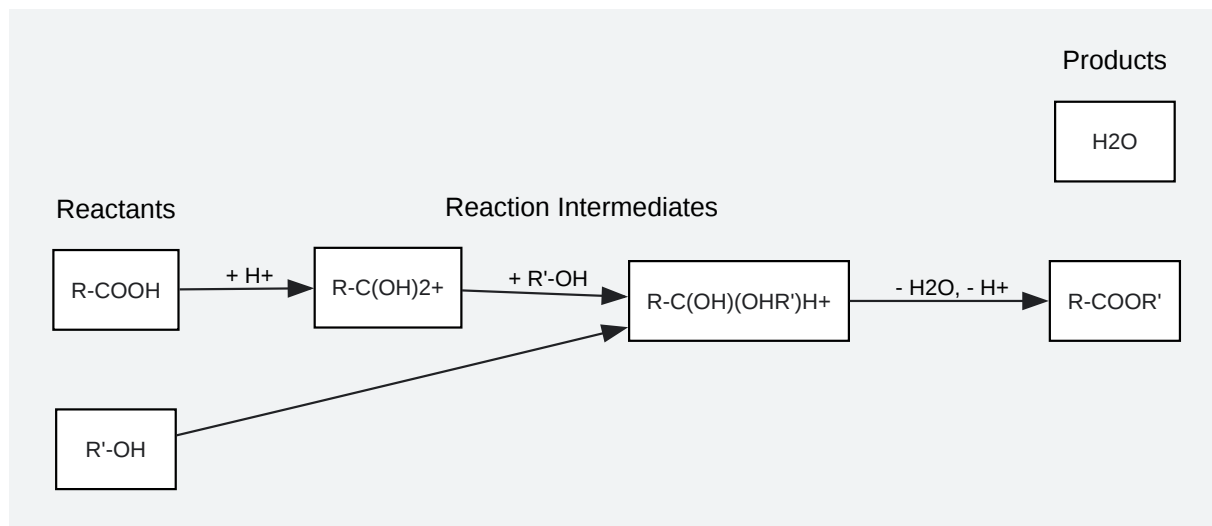 Products
H2O
Reactants
Reaction Intermediates
R-COOH
+ H+
R-C(OH)2+
+ R'-OH
R-C(OH)(OHR')H+
- H2O, - H+
R-COOR'
R'-OH